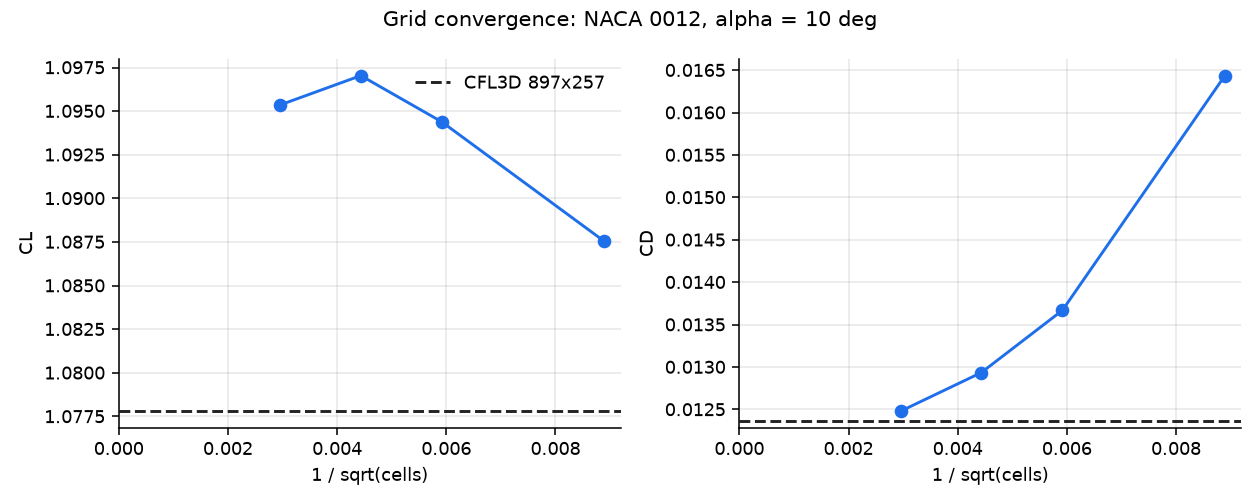 Grid convergence: NACA 0012, alpha = 10 deg
CFL3D 897x257
CL
1.0975
1.0950
1.0925
1.0900
1.0875
1.0850
1.0825
1.0800
1.0775
0.000 0.002 0.004 0.006 0.008
1 / sqrt(cells)
CD
0.0165
0.0160
0.0155
0.0150
0.0145
0.0140
0.0135
0.0130
0.0125
0.000 0.002 0.004 0.006 0.008
1 / sqrt(cells)